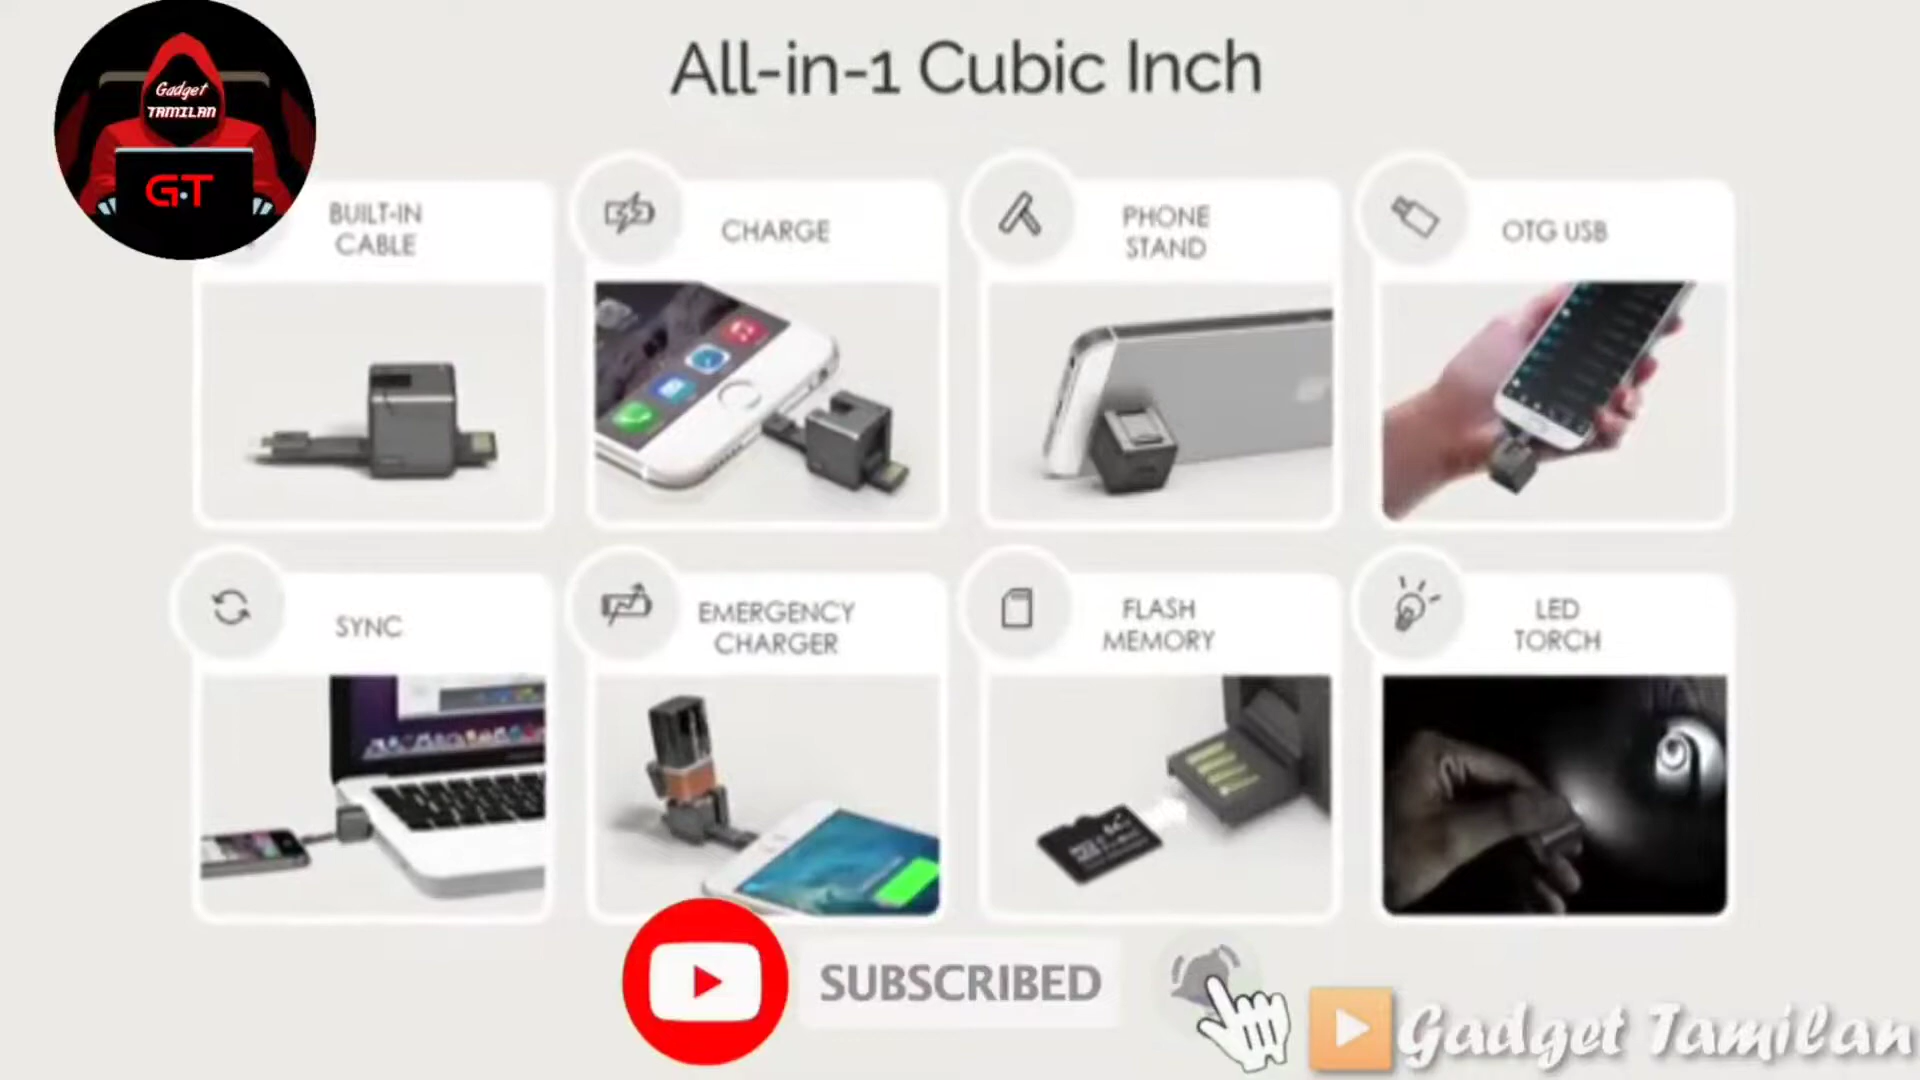 All-in-1 Cubic Inch
Gadget
TAMILAN
G.T
BUILT-IN
CABLE
CHARGE
PHONE
STAND
OTG USB
SYNC
EMERGENCY
CHARGER
FLASH
MEMORY
LED
TORCH
SUBSCRIBED
Gadget Tamilan